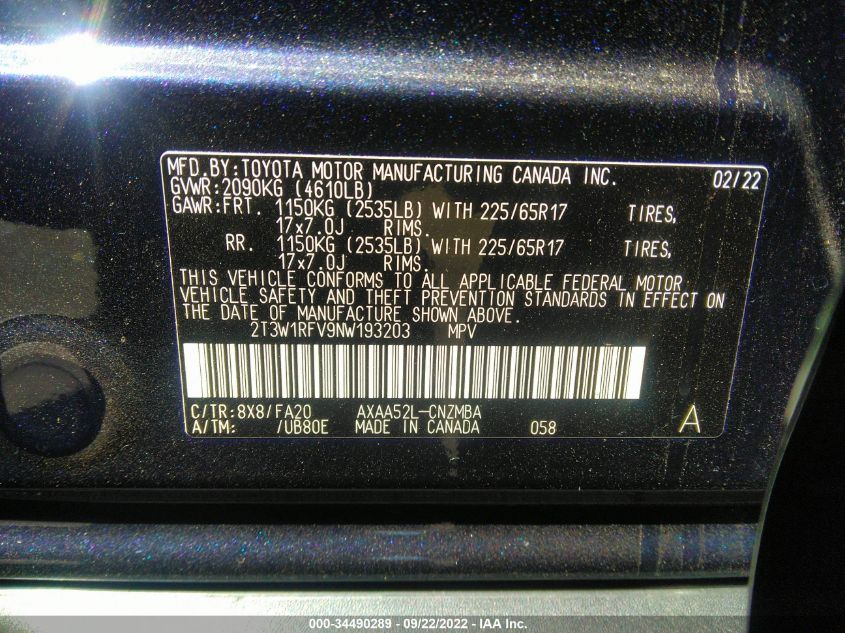 MFD.BY:TOYOTA MOTOR MANUFACTURING CANADA INC. 02/22
GVWR:2090KG (4610LB)
GAWR:FRT. 1150KG (2535LB) WITH 225/65R17 TIRES,
17x7.0J RIMS.
RR. 1150KG (2535LB) WITH 225/65R17 TIRES,
17x7.0J RIMS.
THIS VEHICLE CONFORMS TO ALL APPLICABLE FEDERAL MOTOR
VEHICLE SAFETY AND THEFT PREVENTION STANDARDS IN EFFECT ON
THE DATE OF MANUFACTURE SHOWN ABOVE.
2T3W1RFV9NW193203 MPV
C/TR:8X8/FA20 AXAA52L-CNZMBA
A/TM: /UB80E MADE IN CANADA 058 A
000-34490289 - 09/22/2022 - IAA Inc.